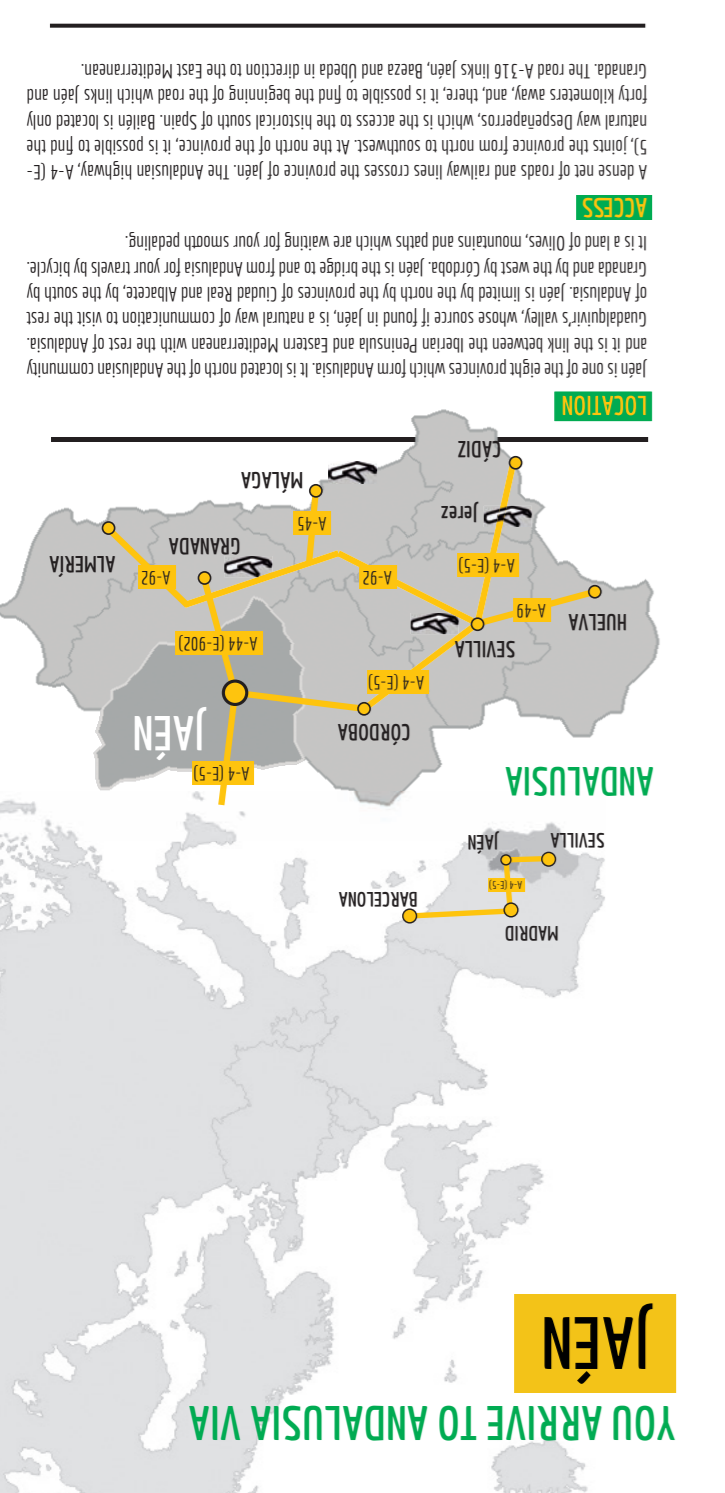 YOU ARRIVE TO ANDALUSIA VIA
JAÉN
MADRID
BARCELONA
A-4 (E-5)
JAÉN
SEVILLA
ANDALUSIA
A-4 (E-5)
JAÉN
CÓRDOBA
A-4 (E-5)
A-44 (E-902)
SEVILLA
HUELVA
A-49
A-92
A-92
GRANADA
ALMERÍA
A-4 (E-5)
Jerez
A-45
MÁLAGA
CÁDIZ
LOCATION
Jaén is one of the eight provinces which form Andalusia. It is located north of the Andalusian community
and it is the link between the Iberian Peninsula and Eastern Mediterranean with the rest of Andalusia.
Guadalquivir's valley, whose source if found in Jaén, is a natural way of communication to visit the rest
of Andalusia. Jaén is limited by the north by the provinces of Ciudad Real and Albacete, by the south by
Granada and by the west by Córdoba. Jaén is the bridge to and from Andalusia for your travels by bicycle.
It is a land of Olives, mountains and paths which are waiting for your smooth pedaling.
ACCESS
A dense net of roads and railway lines crosses the province of Jaén. The Andalusian highway, A-4 (E-
5), joints the province from north to southwest. At the north of the province, it is possible to find the
natural way Despeñaperros, which is the access to the historical south of Spain. Bailén is located only
forty kilometers away, and, there, it is possible to find the beginning of the road which links Jaén and
Granada. The road A-316 links Jaén, Baeza and Úbeda in direction to the East Mediterranean.